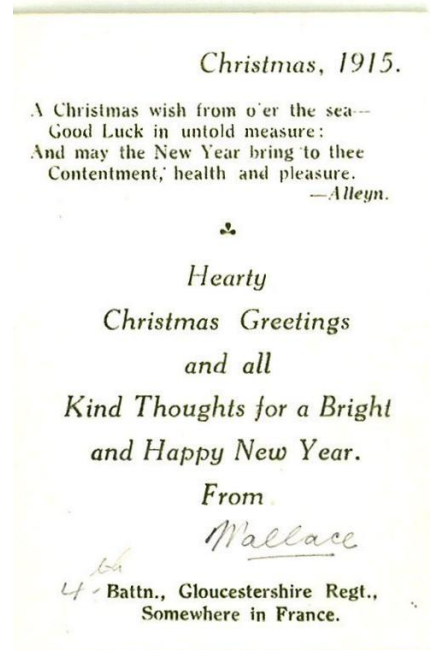 Christmas, 1915.
A Christmas wish from o'er the sea—
Good Luck in untold measure:
And may the New Year bring to thee
Contentment, health and pleasure.
—Alleyn.
Hearty
Christmas Greetings
and all
Kind Thoughts for a Bright
and Happy New Year.
From
Wallace
4th Battn., Gloucestershire Regt.,
Somewhere in France.